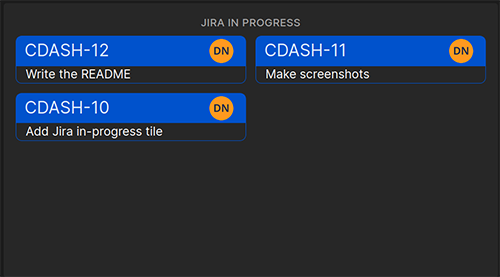 JIRA IN PROGRESS
CDASH-12 DN
Write the README
CDASH-11 DN
Make screenshots
CDASH-10 DN
Add Jira in-progress tile